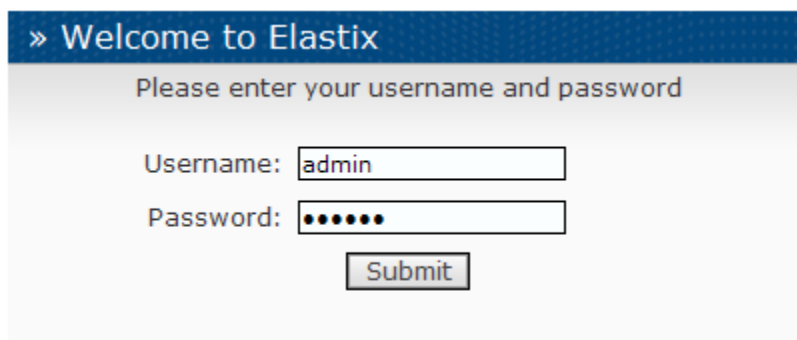 » Welcome to Elastix
Please enter your username and password
Username: admin
Password: ••••••
Submit